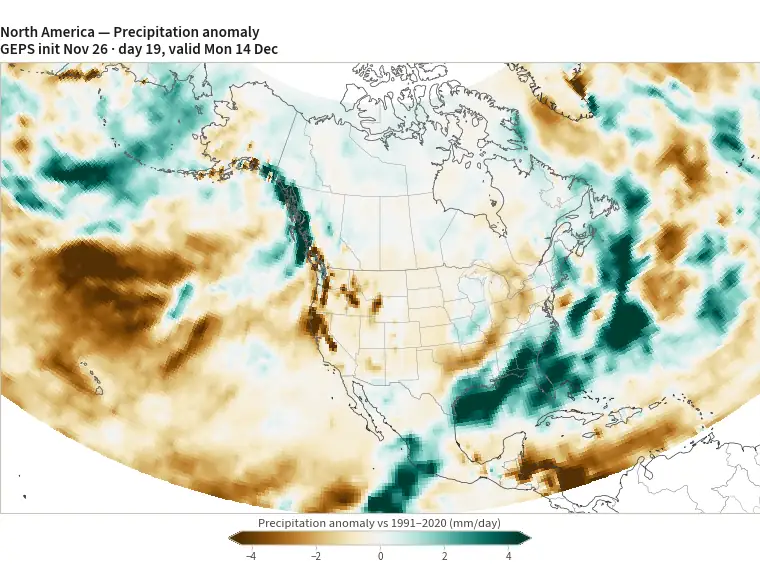 North America — Precipitation anomaly
GEPS init Nov 26 · day 19, valid Mon 14 Dec
Precipitation anomaly vs 1991–2020 (mm/day)
−4 −2 0 2 4